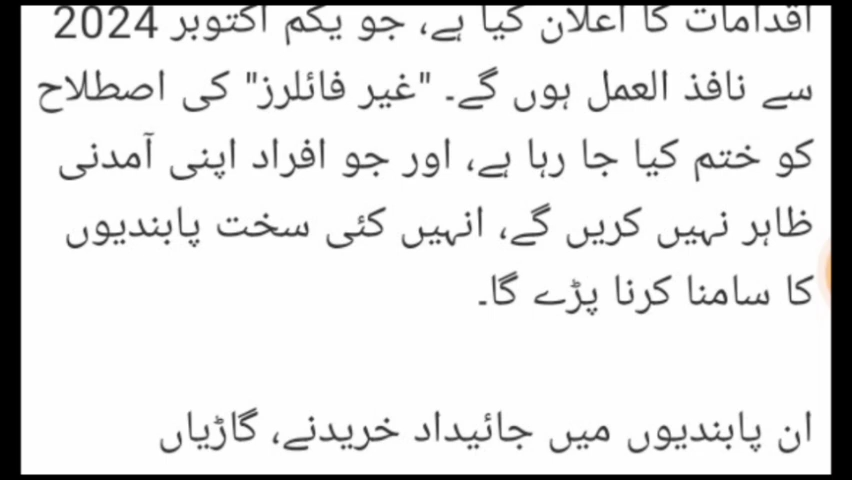 اقدامات کا اعلان کیا ہے، جو یکم اکتوبر 2024
سے نافذ العمل ہوں گے۔ "غیر فائلرز" کی اصطلاح
کو ختم کیا جا رہا ہے، اور جو افراد اپنی آمدنی
ظاہر نہیں کریں گے، انہیں کئی سخت پابندیوں
کا سامنا کرنا پڑے گا۔
ان پابندیوں میں جائیداد خریدنے، گاڑیاں